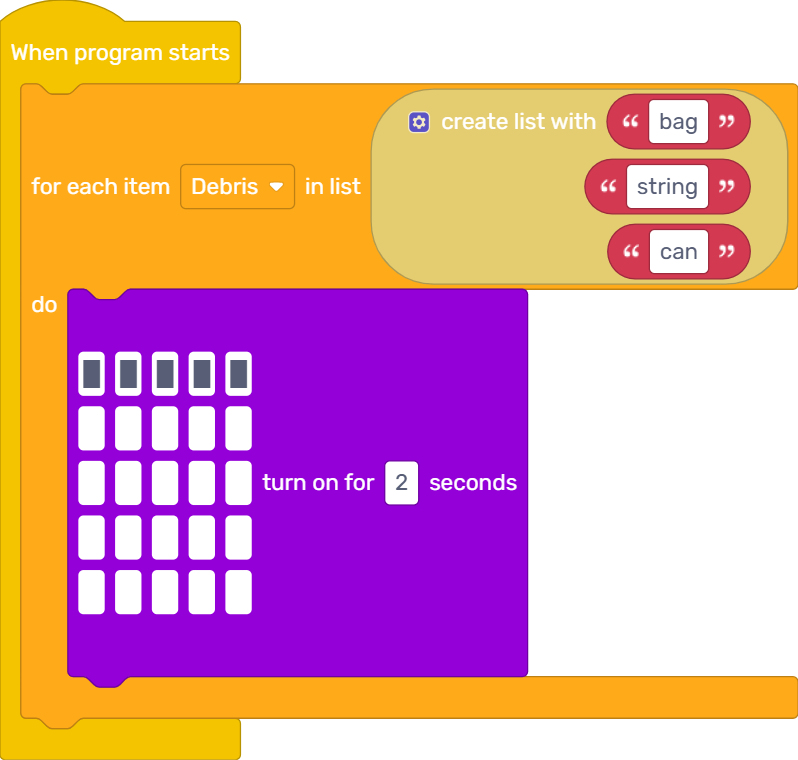 When program starts
create list with “ bag ”
for each item Debris in list “ string ”
“ can ”
do
turn on for 2 seconds